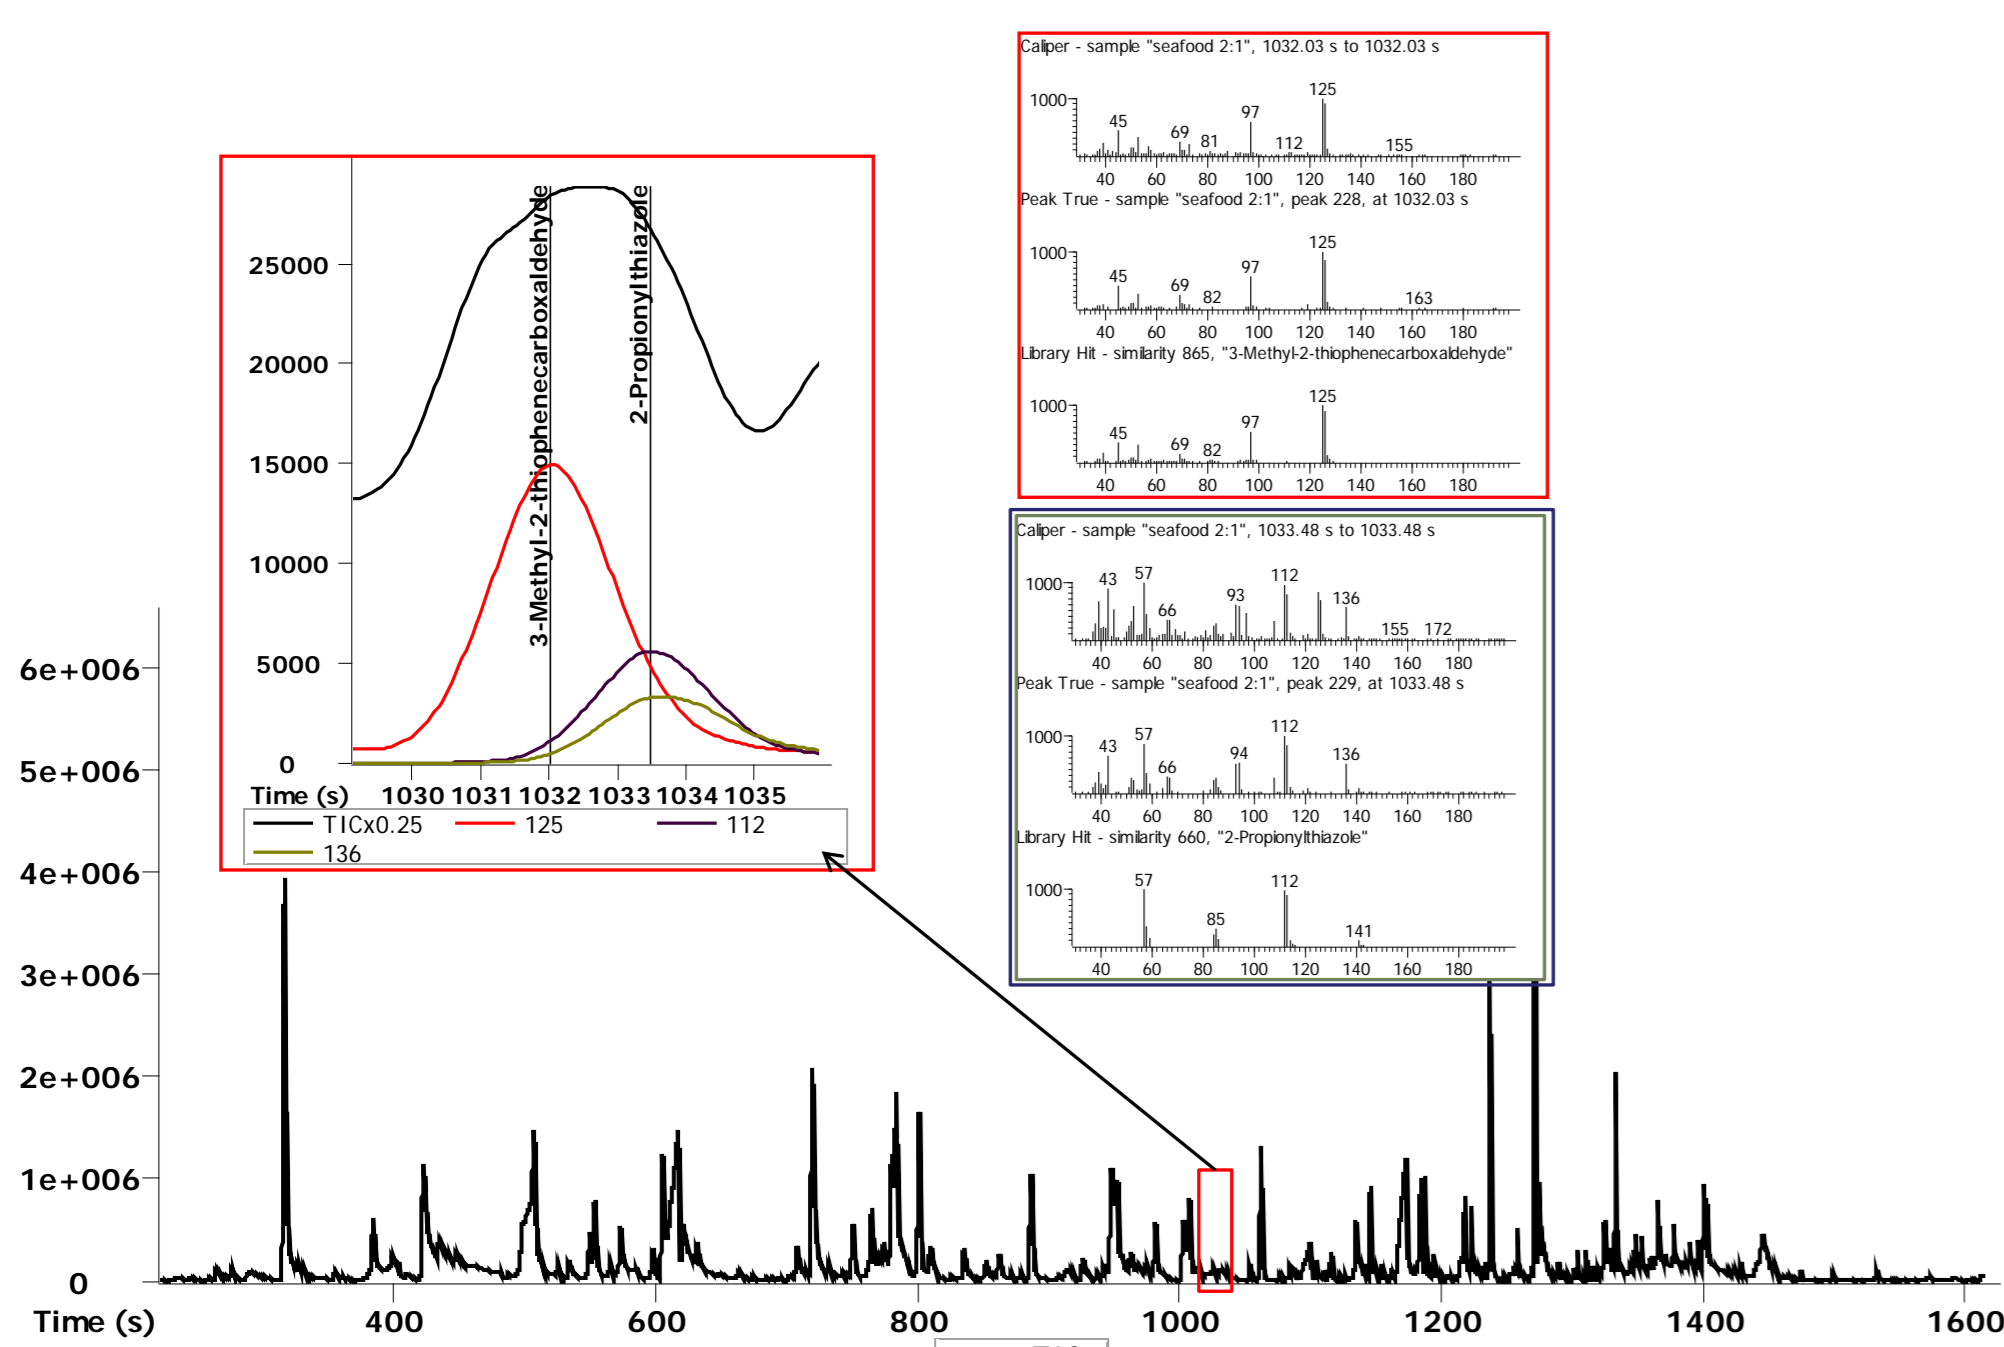 Caliper - sample "seafood 2:1", 1032.03 s to 1032.03 s
1000
45 69 81 97 112 125 155
40 60 80 100 120 140 160 180
Peak True - sample "seafood 2:1", peak 228, at 1032.03 s
1000
45 69 82 97 125 163
40 60 80 100 120 140 160 180
Library Hit - similarity 865, "3-Methyl-2-thiophenecarboxaldehyde"
1000
45 69 82 97 125
40 60 80 100 120 140 160 180
Caliper - sample "seafood 2:1", 1033.48 s to 1033.48 s
1000
43 57 66 93 112 136 155 172
40 60 80 100 120 140 160 180
Peak True - sample "seafood 2:1", peak 229, at 1033.48 s
1000
43 57 66 94 112 136
40 60 80 100 120 140 160 180
Library Hit - similarity 660, "2-Propionylthiazole"
1000
57 85 112 141
40 60 80 100 120 140 160 180
3-Methyl-2-thiophenecarboxaldehyde
2-Propionylthiazole
25000
20000
15000
10000
5000
0
Time (s) 1030 1031 1032 1033 1034 1035
TICx0.25 125 112
136
6e+006
5e+006
4e+006
3e+006
2e+006
1e+006
0
Time (s) 400 600 800 1000 1200 1400 1600